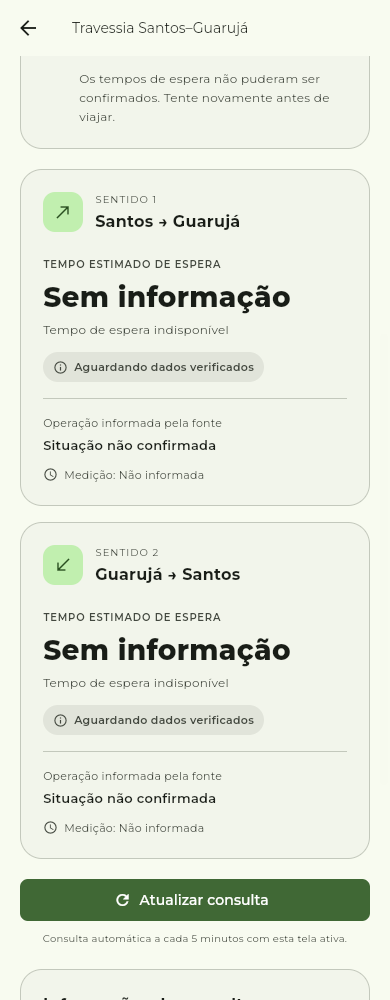 Travessia Santos–Guarujá
Os tempos de espera não puderam ser
confirmados. Tente novamente antes de
viajar.
SENTIDO 1
Santos → Guarujá
TEMPO ESTIMADO DE ESPERA
Sem informação
Tempo de espera indisponível
Aguardando dados verificados
Operação informada pela fonte
Situação não confirmada
Medição: Não informada
SENTIDO 2
Guarujá → Santos
TEMPO ESTIMADO DE ESPERA
Sem informação
Tempo de espera indisponível
Aguardando dados verificados
Operação informada pela fonte
Situação não confirmada
Medição: Não informada
Atualizar consulta
Consulta automática a cada 5 minutos com esta tela ativa.